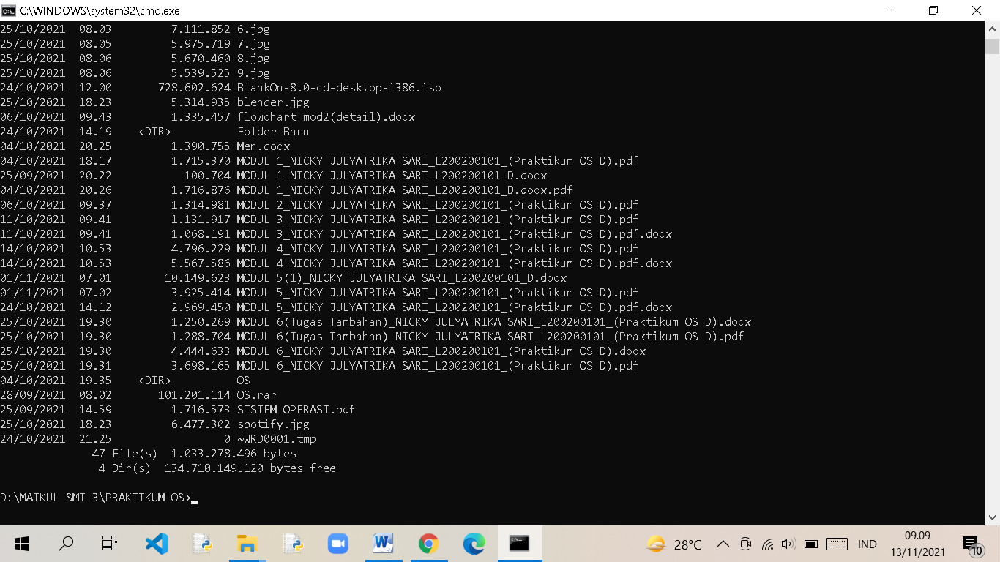 C:\WINDOWS\system32\cmd.exe
25/10/2021  08.03         7.111.852 6.jpg
25/10/2021  08.05         5.975.719 7.jpg
25/10/2021  08.06         5.670.460 8.jpg
25/10/2021  08.06         5.539.525 9.jpg
24/10/2021  12.00       728.602.624 BlankOn-8.0-cd-desktop-i386.iso
25/10/2021  18.23         5.314.935 blender.jpg
06/10/2021  09.43         1.335.457 flowchart mod2(detail).docx
24/10/2021  14.19    <DIR>          Folder Baru
04/10/2021  20.25         1.390.755 Men.docx
04/10/2021  18.17         1.715.370 MODUL 1_NICKY JULYATRIKA SARI_L200200101_(Praktikum OS D).pdf
25/09/2021  20.22           100.704 MODUL 1_NICKY JULYATRIKA SARI_L200200101_D.docx
04/10/2021  20.26         1.716.876 MODUL 1_NICKY JULYATRIKA SARI_L200200101_D.docx.pdf
06/10/2021  09.37         1.314.981 MODUL 2_NICKY JULYATRIKA SARI_L200200101_(Praktikum OS D).pdf
11/10/2021  09.41         1.131.917 MODUL 3_NICKY JULYATRIKA SARI_L200200101_(Praktikum OS D).pdf
11/10/2021  09.41         1.068.191 MODUL 3_NICKY JULYATRIKA SARI_L200200101_(Praktikum OS D).pdf.docx
14/10/2021  10.53         4.796.229 MODUL 4_NICKY JULYATRIKA SARI_L200200101_(Praktikum OS D).pdf
14/10/2021  10.53         5.567.586 MODUL 4_NICKY JULYATRIKA SARI_L200200101_(Praktikum OS D).pdf.docx
01/11/2021  07.01        10.149.623 MODUL 5(1)_NICKY JULYATRIKA SARI_L200200101_D.docx
01/11/2021  07.02         3.925.414 MODUL 5_NICKY JULYATRIKA SARI_L200200101_(Praktikum OS D).pdf
24/10/2021  14.12         2.969.450 MODUL 5_NICKY JULYATRIKA SARI_L200200101_(Praktikum OS D).pdf.docx
25/10/2021  19.30         1.250.269 MODUL 6(Tugas Tambahan)_NICKY JULYATRIKA SARI_L200200101_(Praktikum OS D).docx
25/10/2021  19.30         1.288.704 MODUL 6(Tugas Tambahan)_NICKY JULYATRIKA SARI_L200200101_(Praktikum OS D).pdf
25/10/2021  19.30         4.444.633 MODUL 6_NICKY JULYATRIKA SARI_L200200101_(Praktikum OS D).docx
25/10/2021  19.31         3.698.165 MODUL 6_NICKY JULYATRIKA SARI_L200200101_(Praktikum OS D).pdf
04/10/2021  19.35    <DIR>          OS
28/09/2021  08.02       101.201.114 OS.rar
25/09/2021  14.59         1.716.573 SISTEM OPERASI.pdf
25/10/2021  18.23         6.477.302 spotify.jpg
24/10/2021  21.25                 0 ~WRD0001.tmp
47 File(s)  1.033.278.496 bytes
4 Dir(s)  134.710.149.120 bytes free
D:\MATKUL SMT 3\PRAKTIKUM OS>
28°C IND 09.09
13/11/2021 10